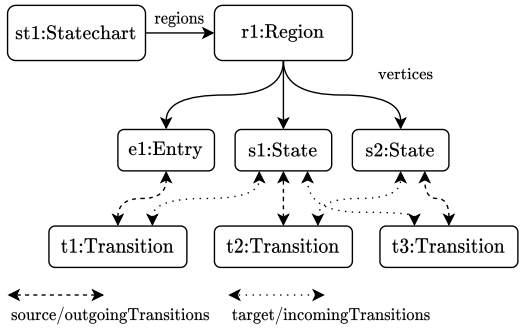 st1:Statechart
regions
r1:Region
vertices
e1:Entry
s1:State
s2:State
t1:Transition
t2:Transition
t3:Transition
source/outgoingTransitions
target/incomingTransitions